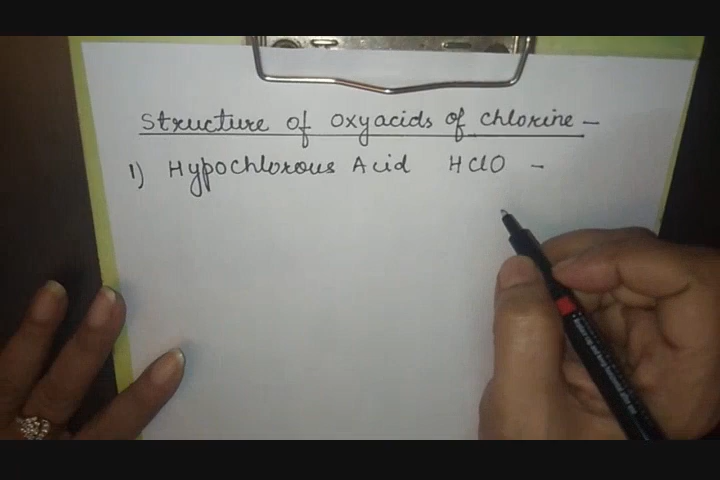 Structure of oxyacids of chlorine -
1) Hypochlorous Acid HClO -